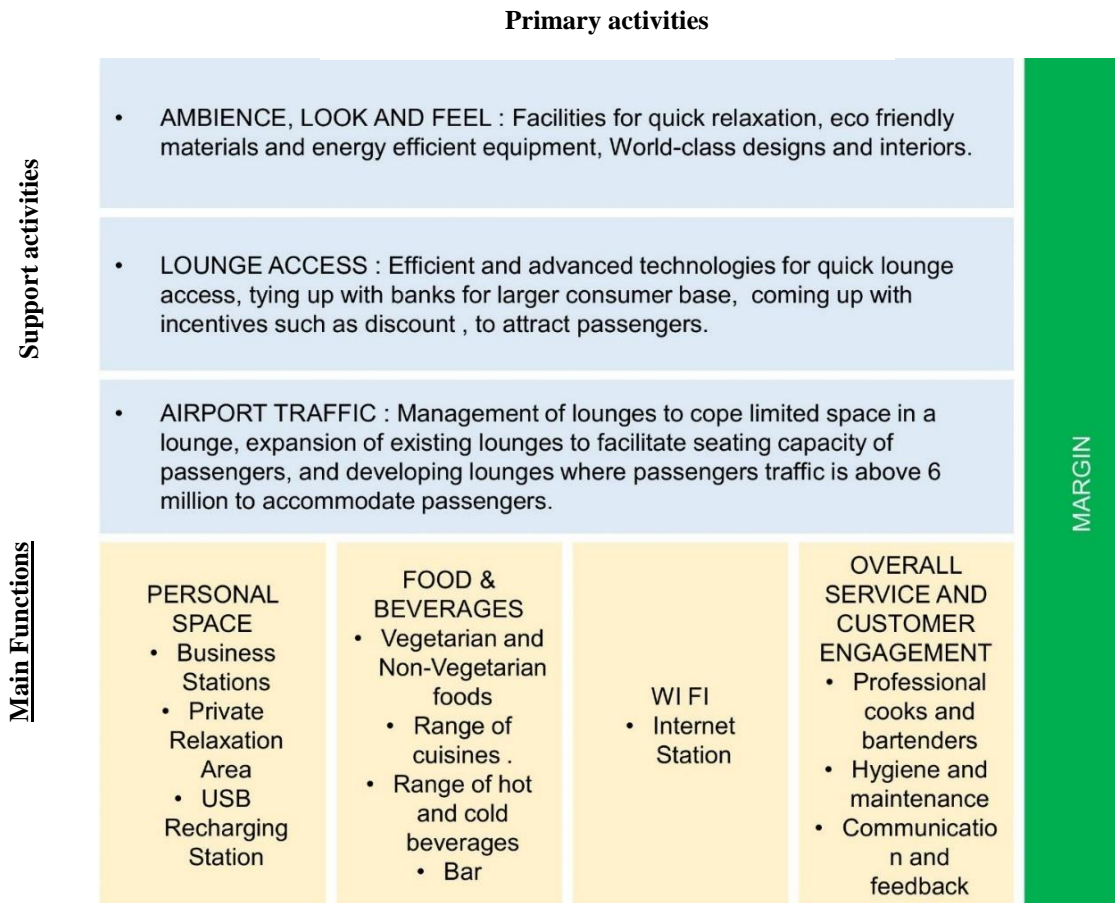 Primary activities
Support activities
• AMBIENCE, LOOK AND FEEL : Facilities for quick relaxation, eco friendly
materials and energy efficient equipment, World-class designs and interiors.
• LOUNGE ACCESS : Efficient and advanced technologies for quick lounge
access, tying up with banks for larger consumer base, coming up with
incentives such as discount , to attract passengers.
• AIRPORT TRAFFIC : Management of lounges to cope limited space in a
lounge, expansion of existing lounges to facilitate seating capacity of
passengers, and developing lounges where passengers traffic is above 6
million to accommodate passengers.
Main Functions
PERSONAL
SPACE
• Business
Stations
• Private
Relaxation
Area
• USB
Recharging
Station
FOOD &
BEVERAGES
• Vegetarian and
Non-Vegetarian
foods
• Range of
cuisines .
• Range of hot
and cold
beverages
• Bar
WI FI
• Internet
Station
OVERALL
SERVICE AND
CUSTOMER
ENGAGEMENT
• Professional
cooks and
bartenders
• Hygiene and
maintenance
• Communicatio
n and
feedback
MARGIN